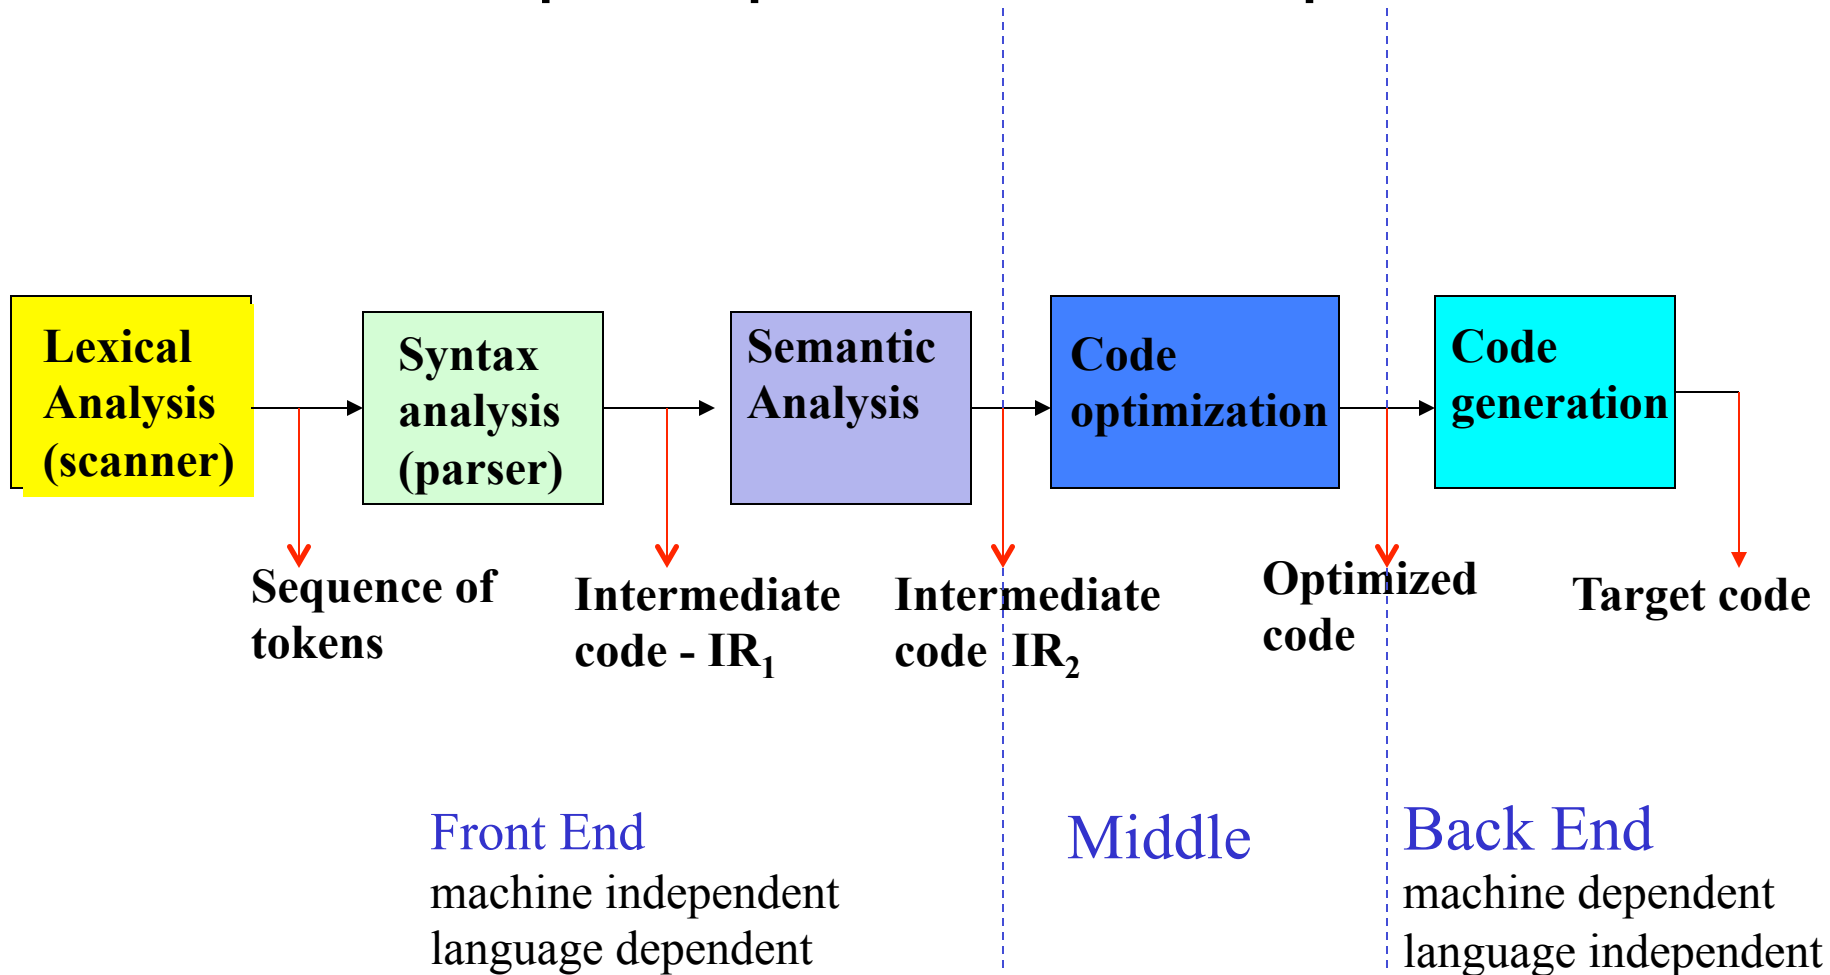 Lexical
Analysis
(scanner)
Syntax
analysis
(parser)
Semantic
Analysis
Code
optimization
Code
generation
Sequence of
tokens
Intermediate
code - IR₁
Intermediate
code IR₂
Optimized
code
Target code
Front End
machine independent
language dependent
Middle
Back End
machine dependent
language independent